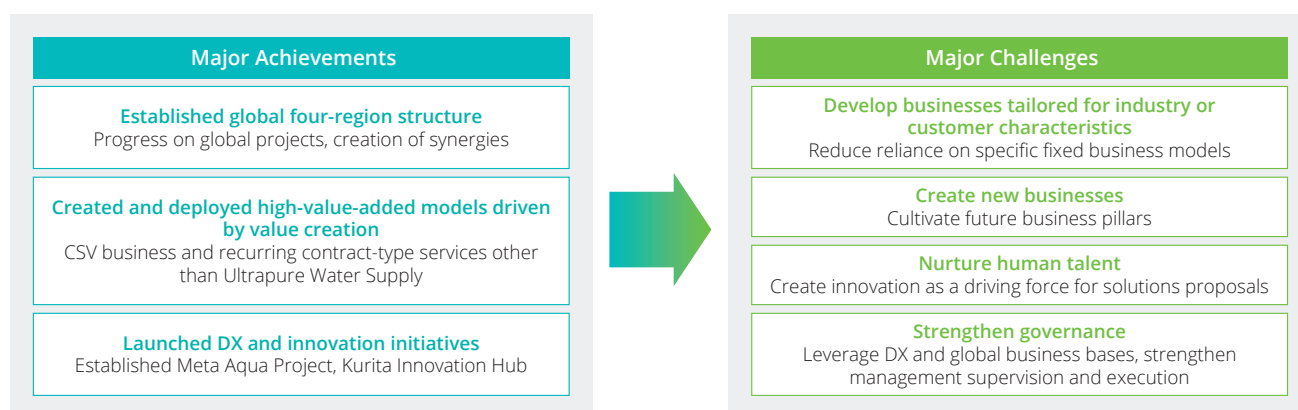 Major Achievements
Established global four-region structure
Progress on global projects, creation of synergies
Created and deployed high-value-added models driven
by value creation
CSV business and recurring contract-type services other
than Ultrapure Water Supply
Launched DX and innovation initiatives
Established Meta Aqua Project, Kurita Innovation Hub
Major Challenges
Develop businesses tailored for industry or
customer characteristics
Reduce reliance on specific fixed business models
Create new businesses
Cultivate future business pillars
Nurture human talent
Create innovation as a driving force for solutions proposals
Strengthen governance
Leverage DX and global business bases, strengthen
management supervision and execution